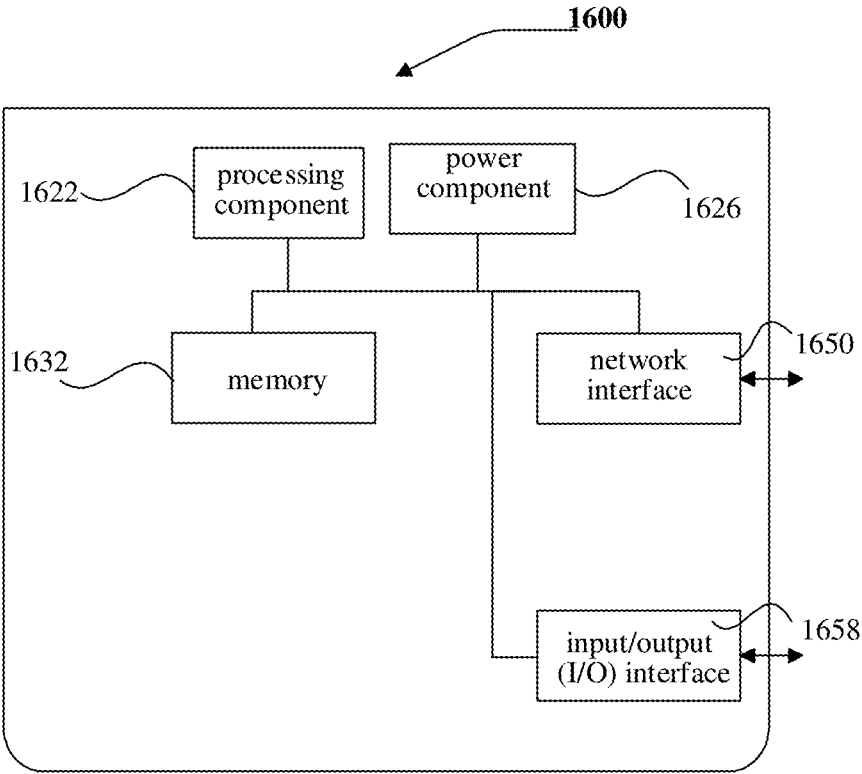 1600
processing
component
power
component
1622
1626
1632
memory
network
interface
1650
input/output
(I/O) interface
1658